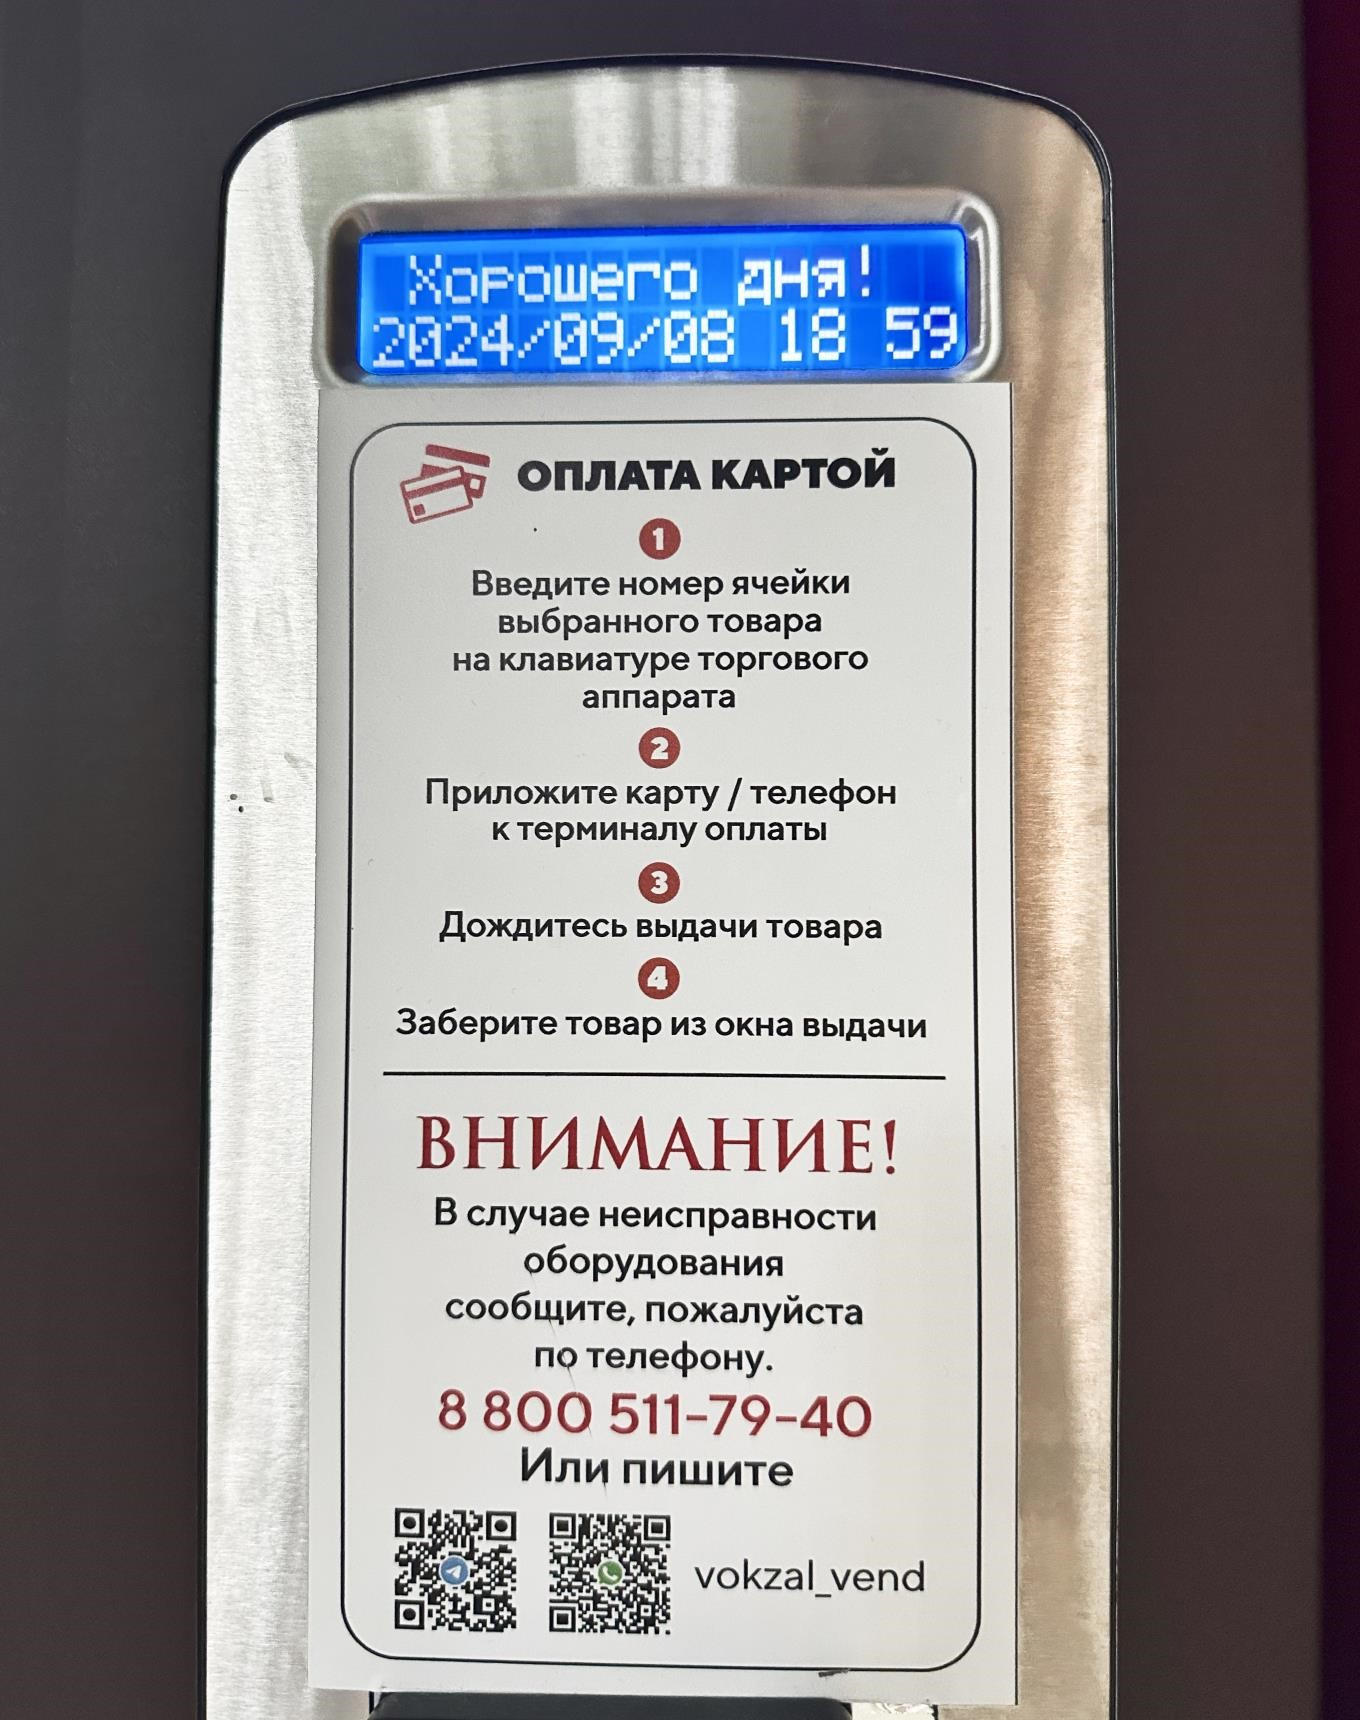 Хорошего дня!
2024/09/08 18 59
ОПЛАТА КАРТОЙ
1
Введите номер ячейки
выбранного товара
на клавиатуре торгового
аппарата
2
Приложите карту / телефон
к терминалу оплаты
3
Дождитесь выдачи товара
4
Заберите товар из окна выдачи
ВНИМАНИЕ!
В случае неисправности
оборудования
сообщите, пожалуйста
по телефону.
8 800 511-79-40
Или пишите
vokzal_vend